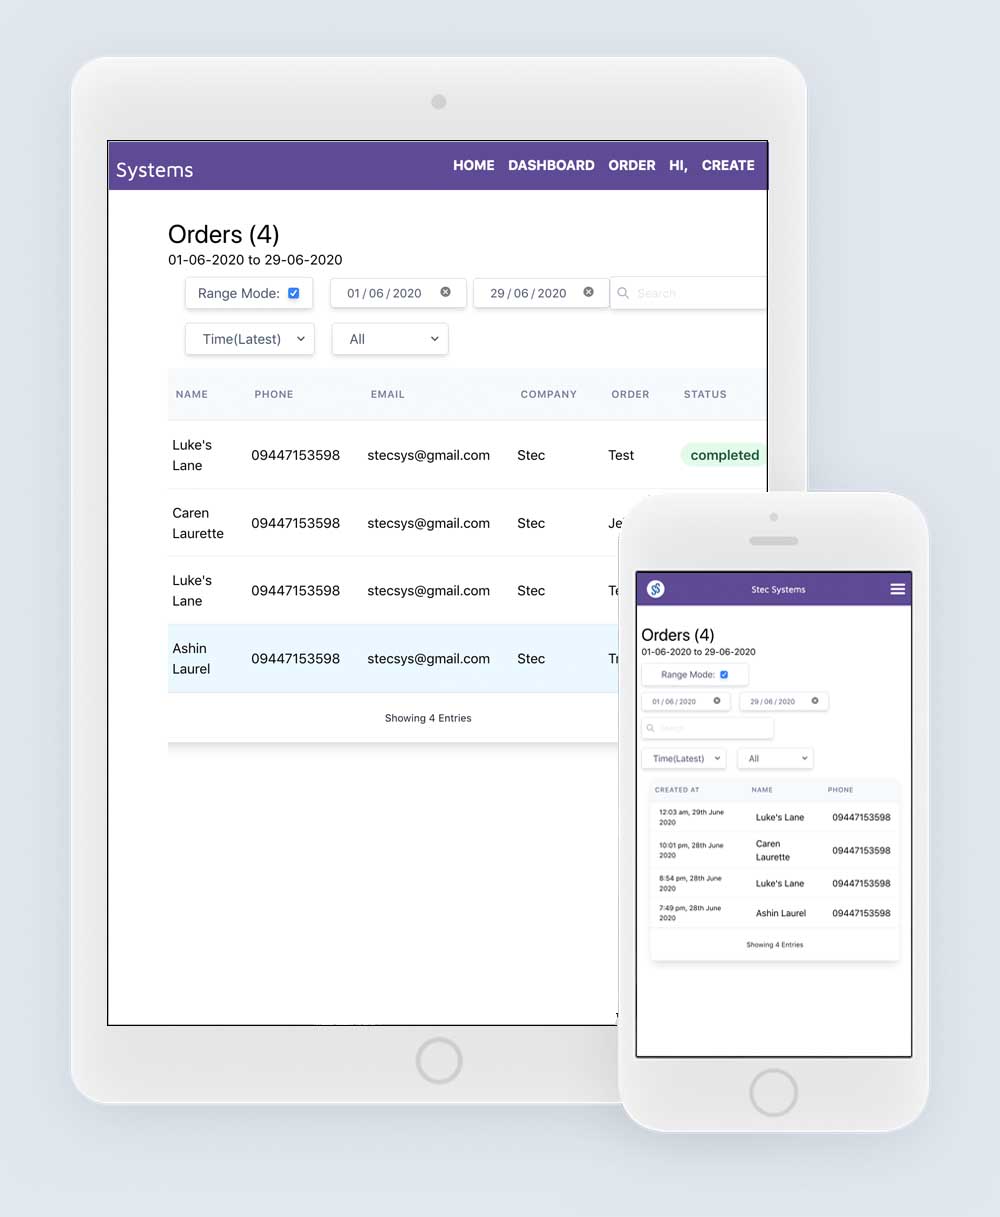 Systems
HOME DASHBOARD ORDER HI, CREATE
Orders (4)
01-06-2020 to 29-06-2020
Range Mode: 01 / 06 / 2020 29 / 06 / 2020 Search
Time(Latest) All
NAME PHONE EMAIL COMPANY ORDER STATUS
Luke's
Lane 09447153598 stecsys@gmail.com Stec Test completed
Caren
Laurette 09447153598 stecsys@gmail.com Stec
Luke's
Lane 09447153598 stecsys@gmail.com Stec
Ashin
Laurel 09447153598 stecsys@gmail.com Stec
Showing 4 Entries
Stec Systems
Orders (4)
01-06-2020 to 29-06-2020
Range Mode:
01 / 06 / 2020 29 / 06 / 2020
Search
Time(Latest) All
CREATED AT NAME PHONE
12:03 am, 29th June
2020 Luke's Lane 09447153598
10:01 pm, 28th June
2020 Caren
Laurette 09447153598
8:54 pm, 28th June
2020 Luke's Lane 09447153598
7:49 pm, 28th June
2020 Ashin Laurel 09447153598
Showing 4 Entries